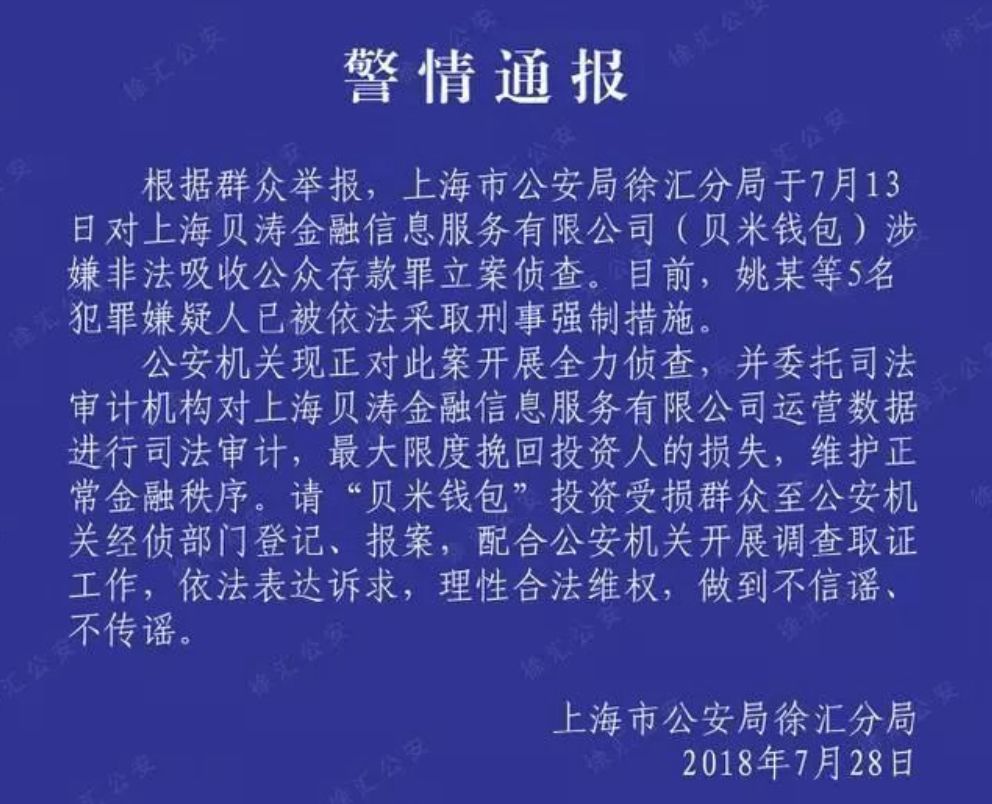 警情通报
根据群众举报，上海市公安局徐汇分局于7月13
日对上海贝涛金融信息服务有限公司（贝米钱包）涉
嫌非法吸收公众存款罪立案侦查。目前，姚某等5名
犯罪嫌疑人已被依法采取刑事强制措施。
公安机关现正对此案开展全力侦查，并委托司法
审计机构对上海贝涛金融信息服务有限公司运营数据
进行司法审计，最大限度挽回投资人的损失，维护正
常金融秩序。请“贝米钱包”投资受损群众至公安机
关经侦部门登记、报案，配合公安机关开展调查取证
工作，依法表达诉求，理性合法维权，做到不信谣、
不传谣。
上海市公安局徐汇分局
2018年7月28日
徐汇公安